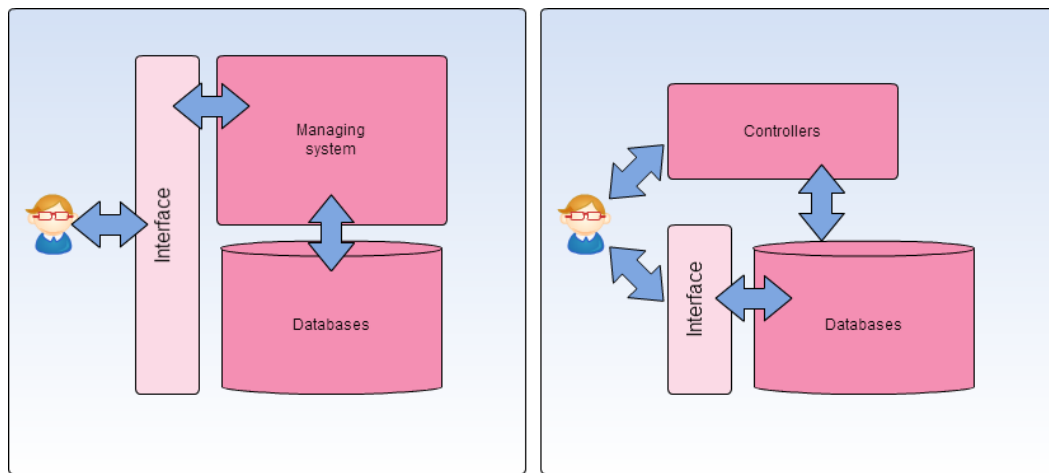 Managing
system
Interface
Databases
Controllers
Interface
Databases